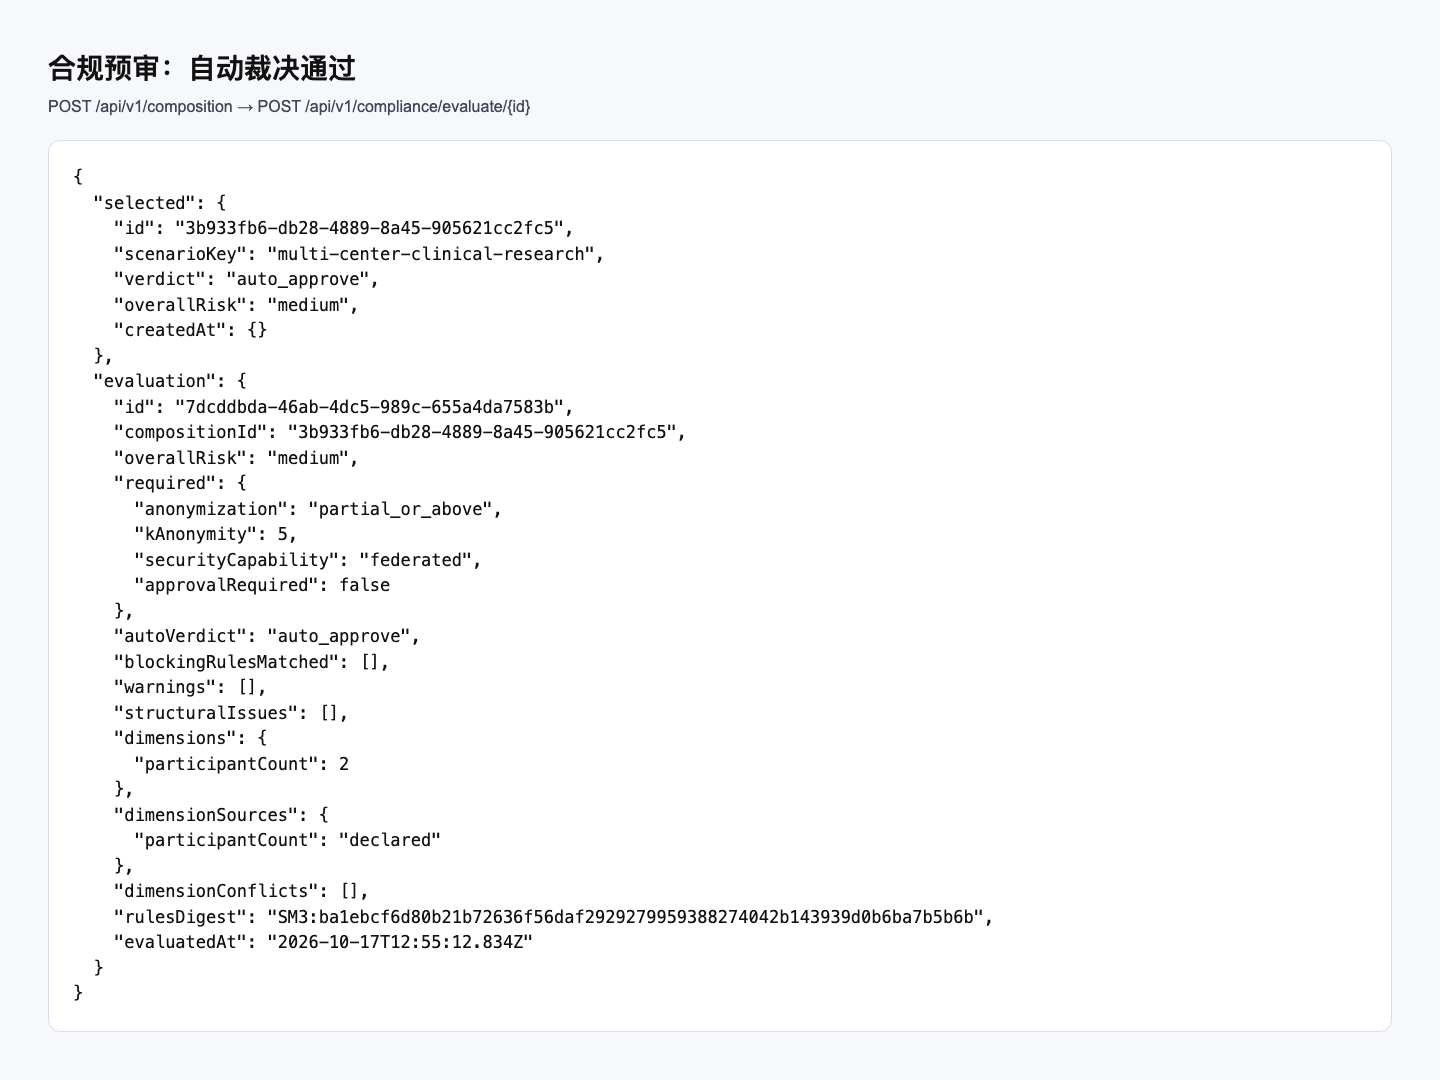 合规预审：自动裁决通过
POST /api/v1/composition → POST /api/v1/compliance/evaluate/{id}
{
  "selected": {
    "id": "3b933fb6-db28-4889-8a45-905621cc2fc5",
    "scenarioKey": "multi-center-clinical-research",
    "verdict": "auto_approve",
    "overallRisk": "medium",
    "createdAt": {}
  },
  "evaluation": {
    "id": "7dcddbda-46ab-4dc5-989c-655a4da7583b",
    "compositionId": "3b933fb6-db28-4889-8a45-905621cc2fc5",
    "overallRisk": "medium",
    "required": {
      "anonymization": "partial_or_above",
      "kAnonymity": 5,
      "securityCapability": "federated",
      "approvalRequired": false
    },
    "autoVerdict": "auto_approve",
    "blockingRulesMatched": [],
    "warnings": [],
    "structuralIssues": [],
    "dimensions": {
      "participantCount": 2
    },
    "dimensionSources": {
      "participantCount": "declared"
    },
    "dimensionConflicts": [],
    "rulesDigest": "SM3:ba1ebcf6d80b21b72636f56daf2929279959388274042b143939d0b6ba7b5b6b",
    "evaluatedAt": "2026-10-17T12:55:12.834Z"
  }
}